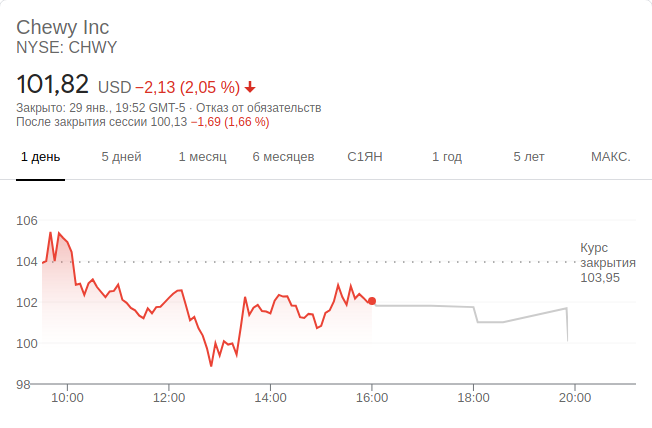 Chewy Inc
NYSE: CHWY
101,82 USD −2,13 (2,05 %)
Закрыто: 29 янв., 19:52 GMT-5 · Отказ от обязательств
После закрытия сессии 100,13 −1,69 (1,66 %)
1 день 5 дней 1 месяц 6 месяцев С1ЯН 1 год 5 лет МАКС.
106
104
102
100
98
Курс
закрытия
103,95
10:00 12:00 14:00 16:00 18:00 20:00